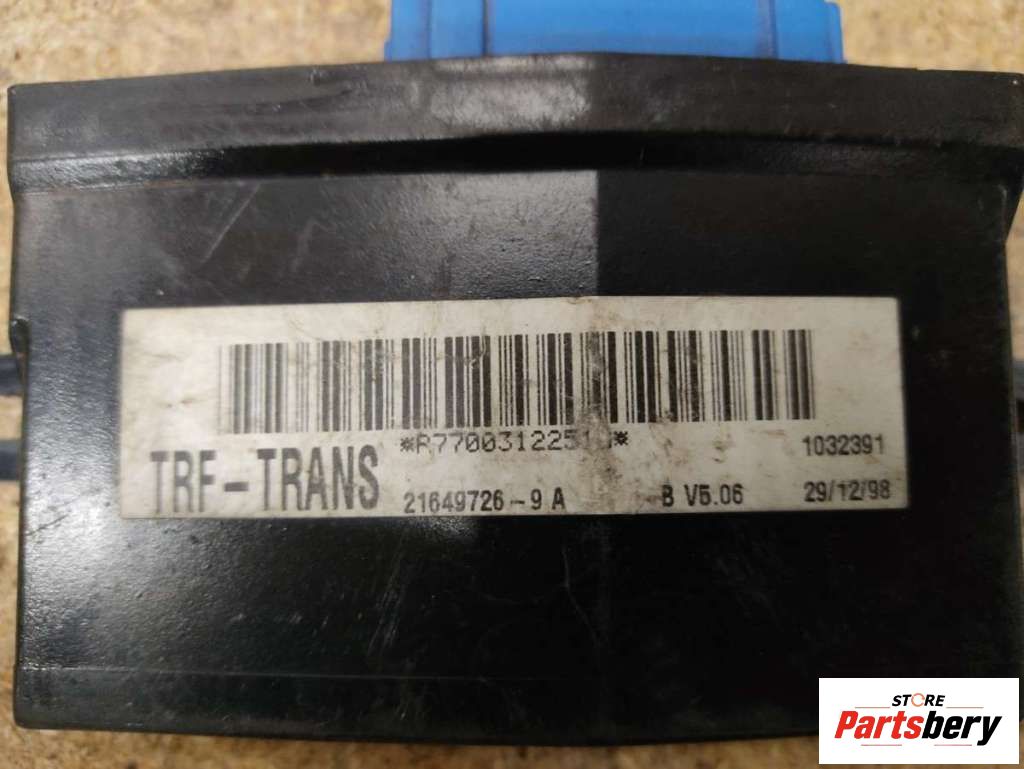 1032391
TRF-TRANS 21649726-9 A B V5.06 29/12/98
STORE
Partsbery